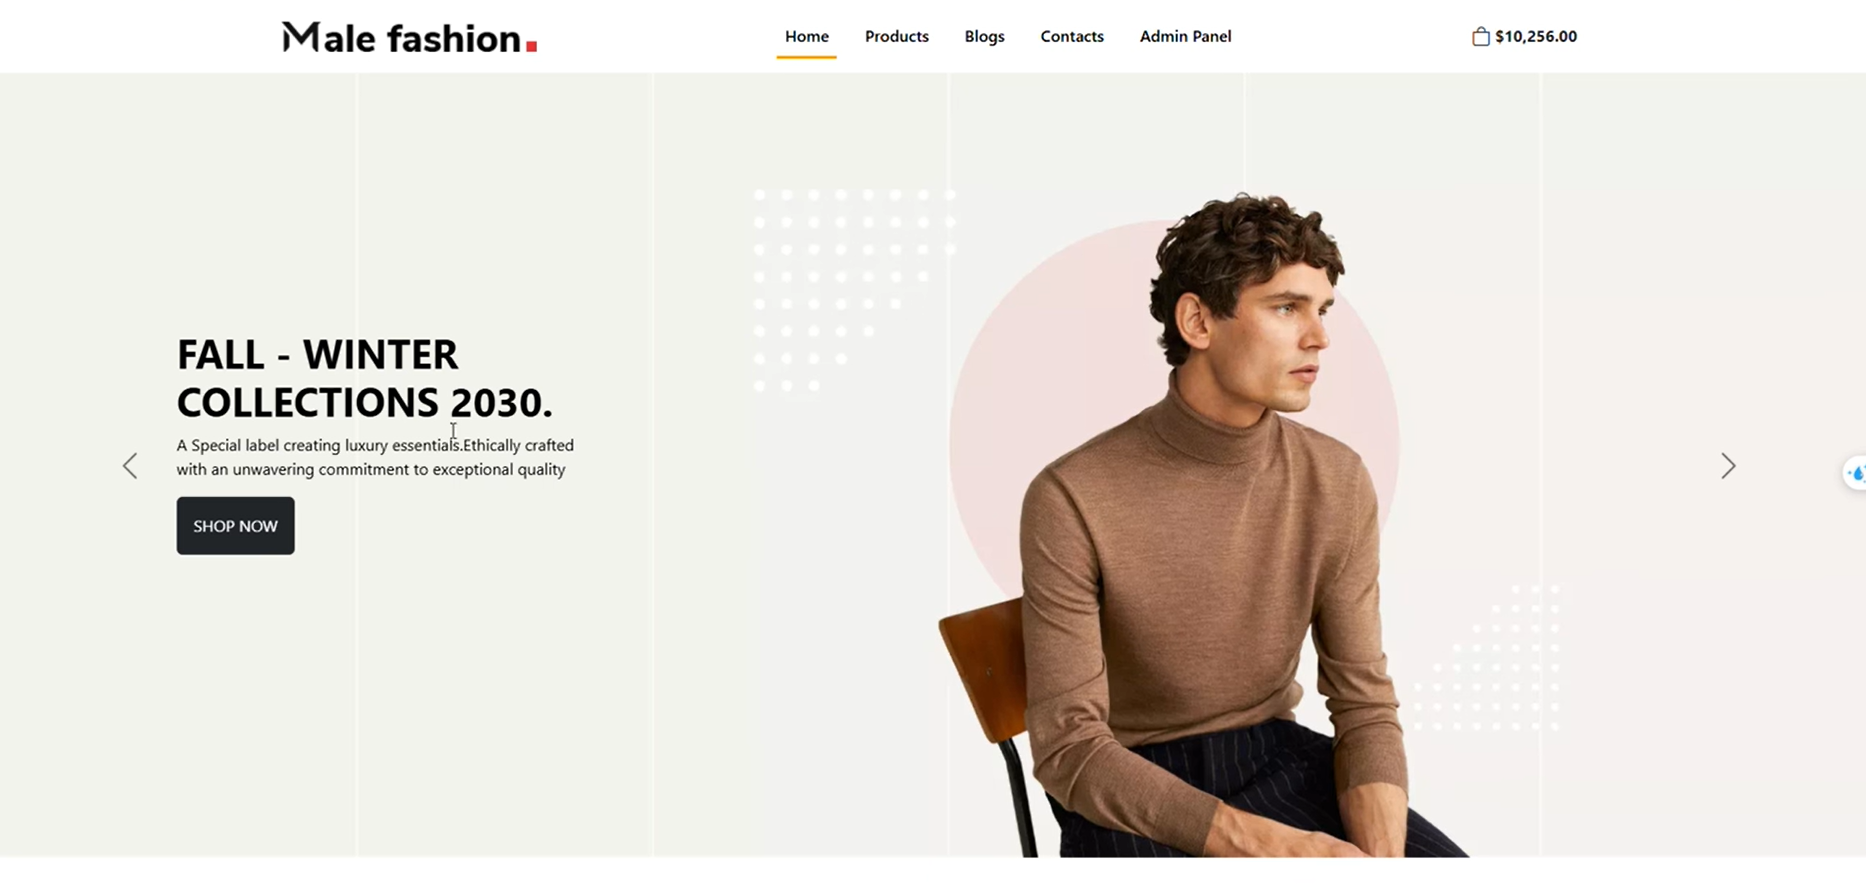 Male fashion.
Home Products Blogs Contacts Admin Panel
$10,256.00
FALL - WINTER
COLLECTIONS 2030.
A Special label creating luxury essentials.Ethically crafted
with an unwavering commitment to exceptional quality
SHOP NOW